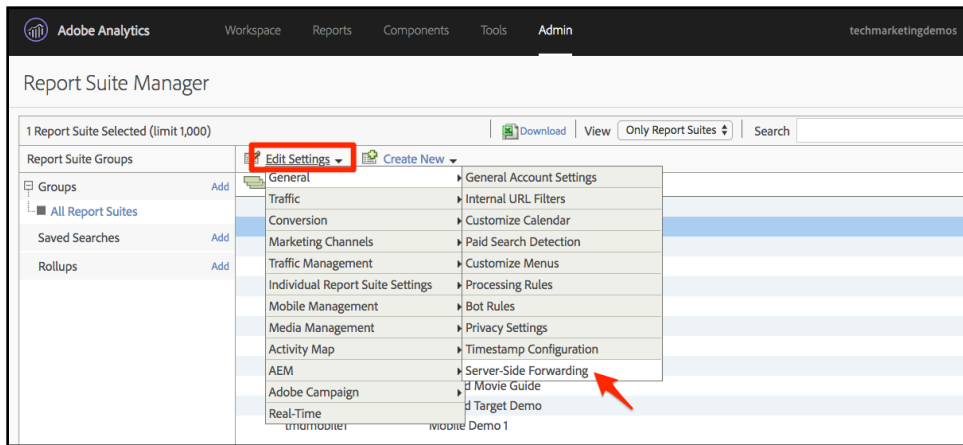 Adobe Analytics Workspace Reports Components Tools Admin techmarketingdemos
Report Suite Manager
1 Report Suite Selected (limit 1,000) Download View Only Report Suites Search
Report Suite Groups Edit Settings Create New
Groups Add
All Report Suites
Saved Searches Add
Rollups Add
General
Traffic
Conversion
Marketing Channels
Traffic Management
Individual Report Suite Settings
Mobile Management
Media Management
Activity Map
AEM
Adobe Campaign
Real-Time
General Account Settings
Internal URL Filters
Customize Calendar
Paid Search Detection
Customize Menus
Processing Rules
Bot Rules
Privacy Settings
Timestamp Configuration
Server-Side Forwarding
d Movie Guide
d Target Demo
tmdmobile1 Mobile Demo 1